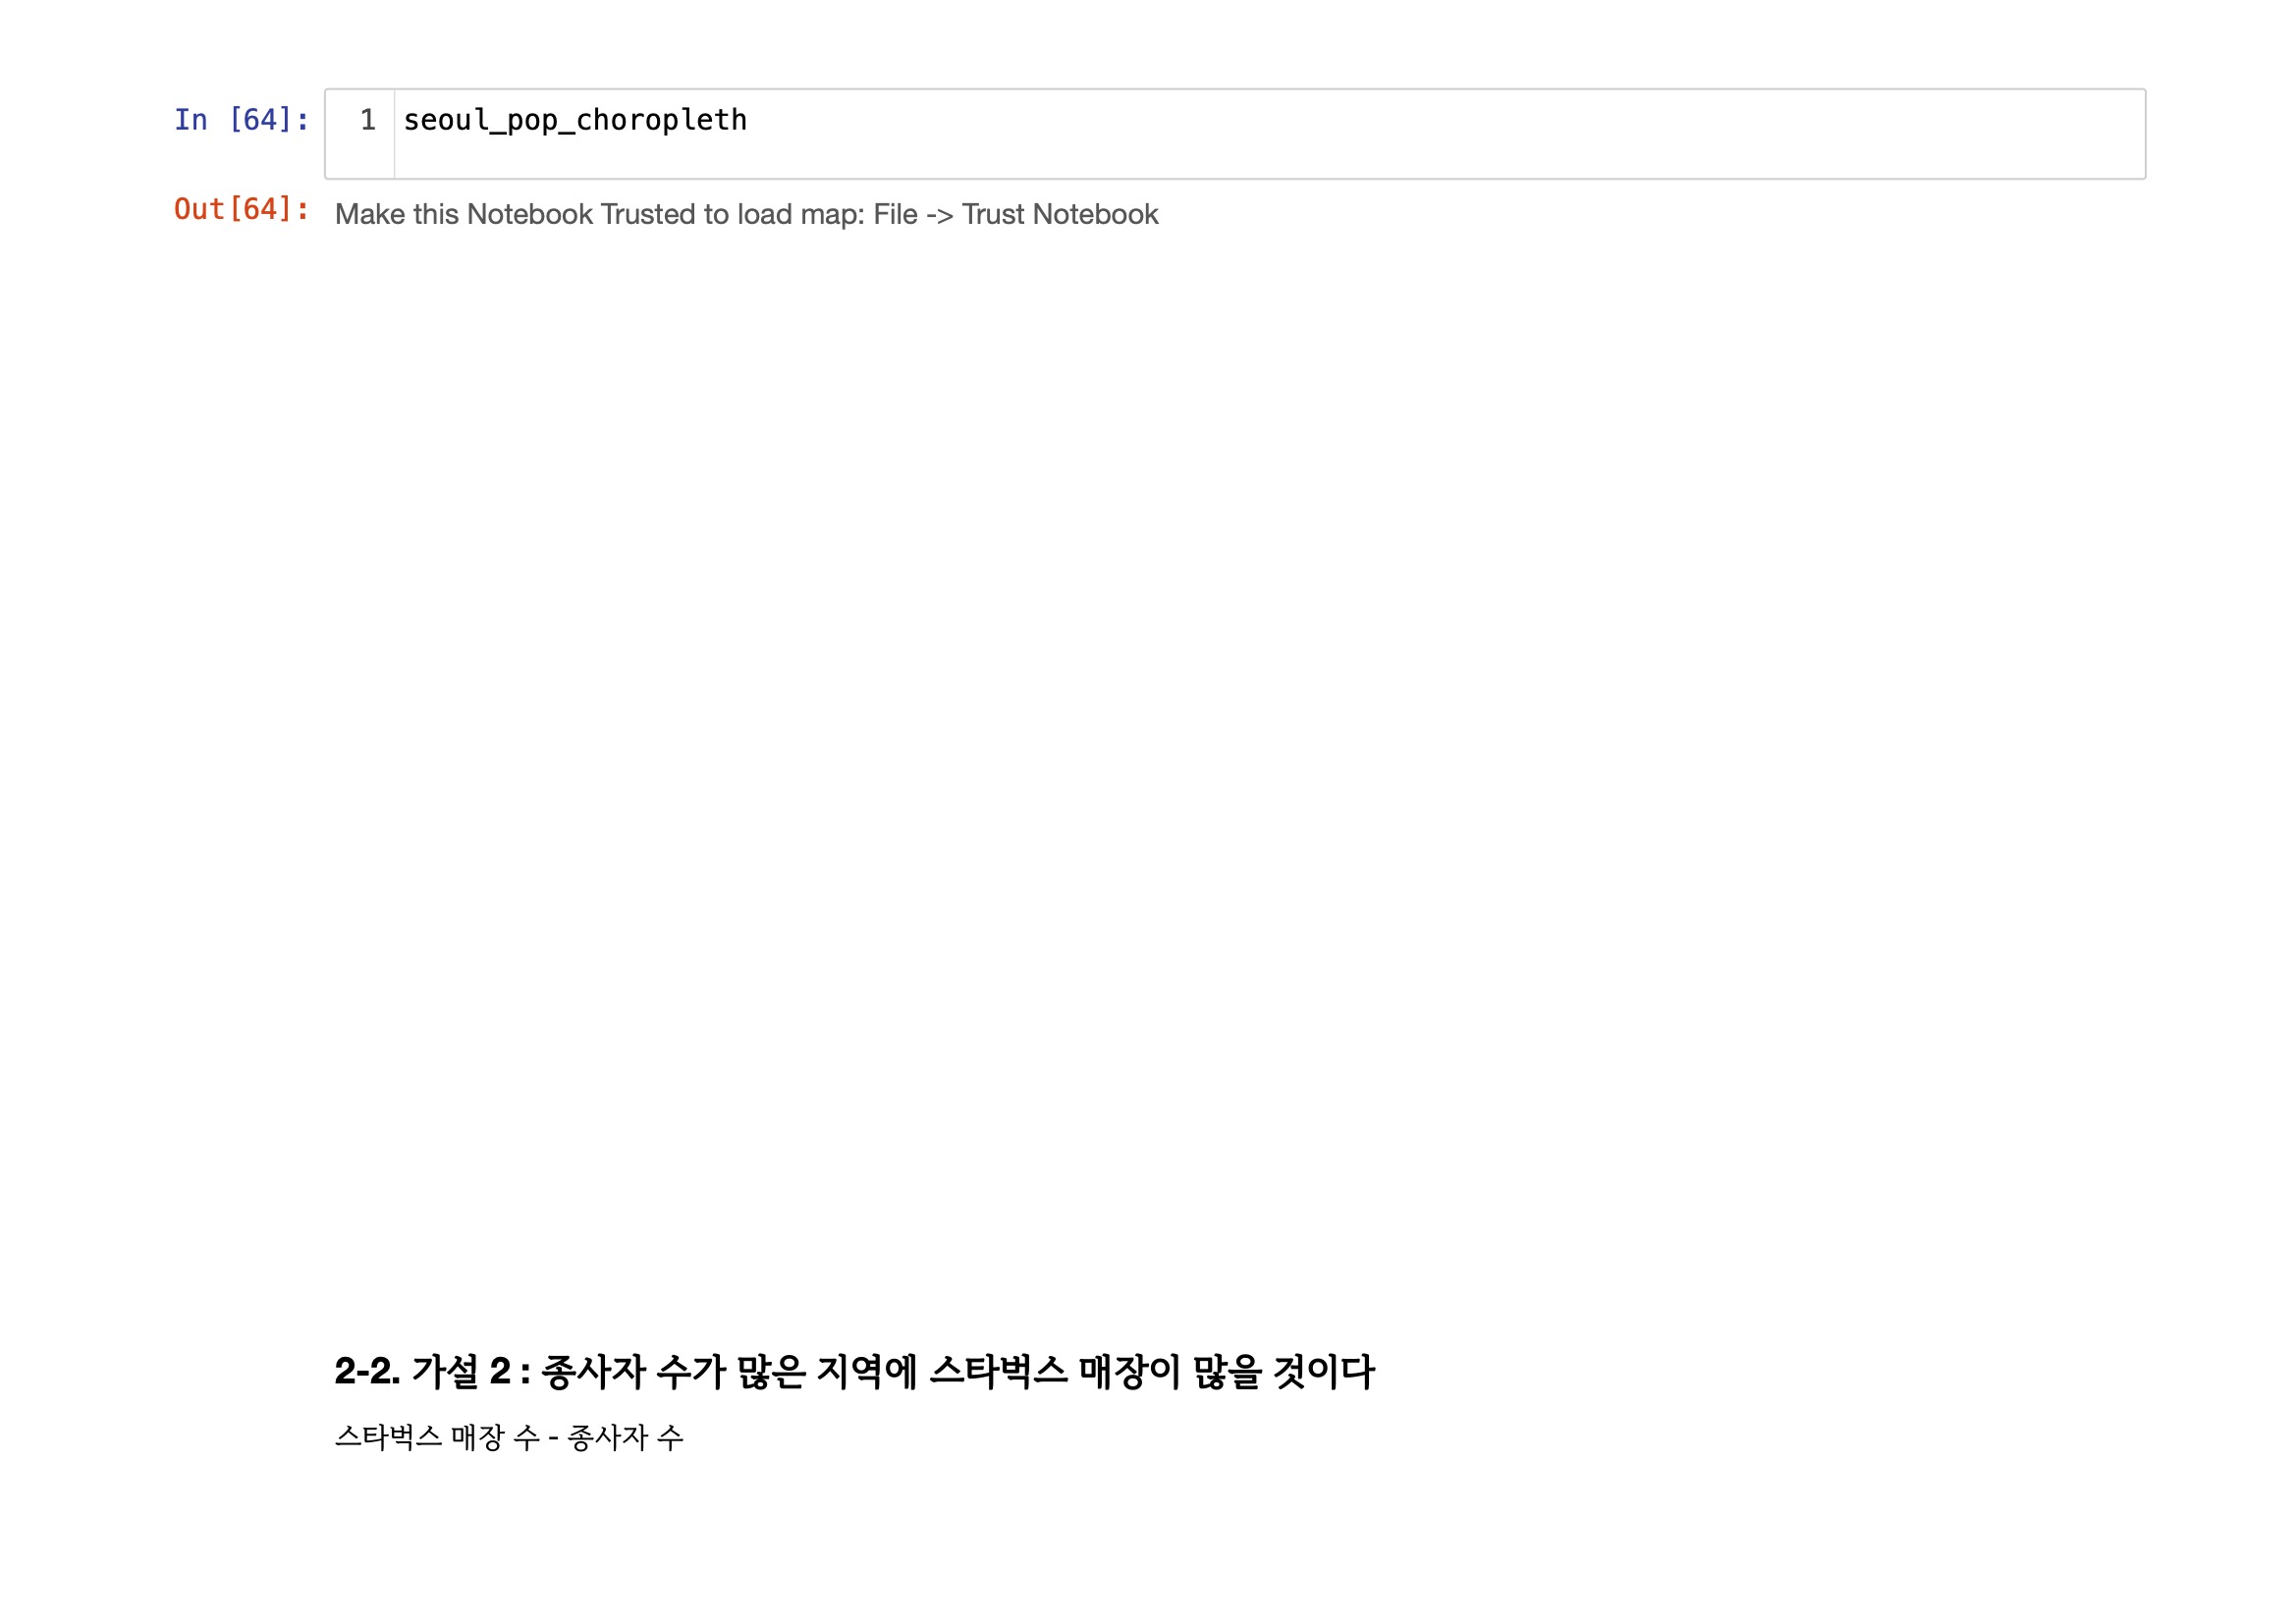 In [64]: 1 seoul_pop_choropleth
Out[64]: Make this Notebook Trusted to load map: File -> Trust Notebook
2-2. 가설 2 : 종사자 수가 많은 지역에 스타벅스 매장이 많을 것이다
스타벅스 매장 수 - 종사자 수